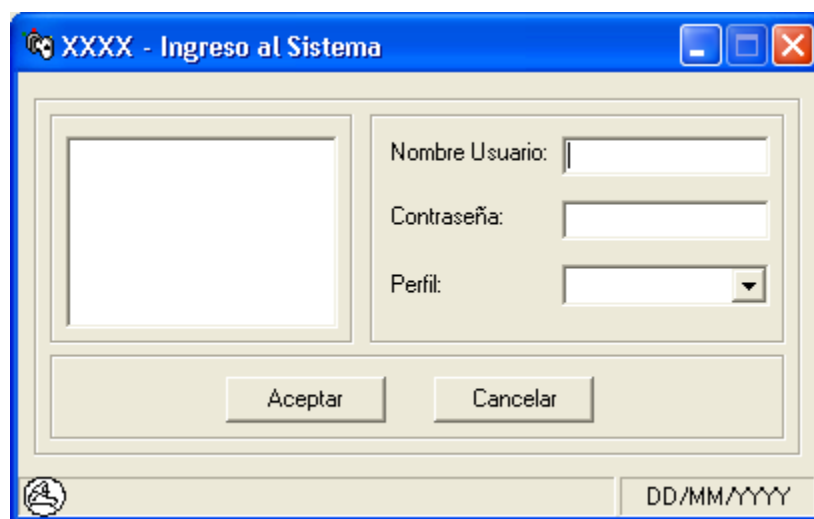 XXXX - Ingreso al Sistema
Nombre Usuario:
Contraseña:
Perfil:
Aceptar
Cancelar
DD/MM/YYYY